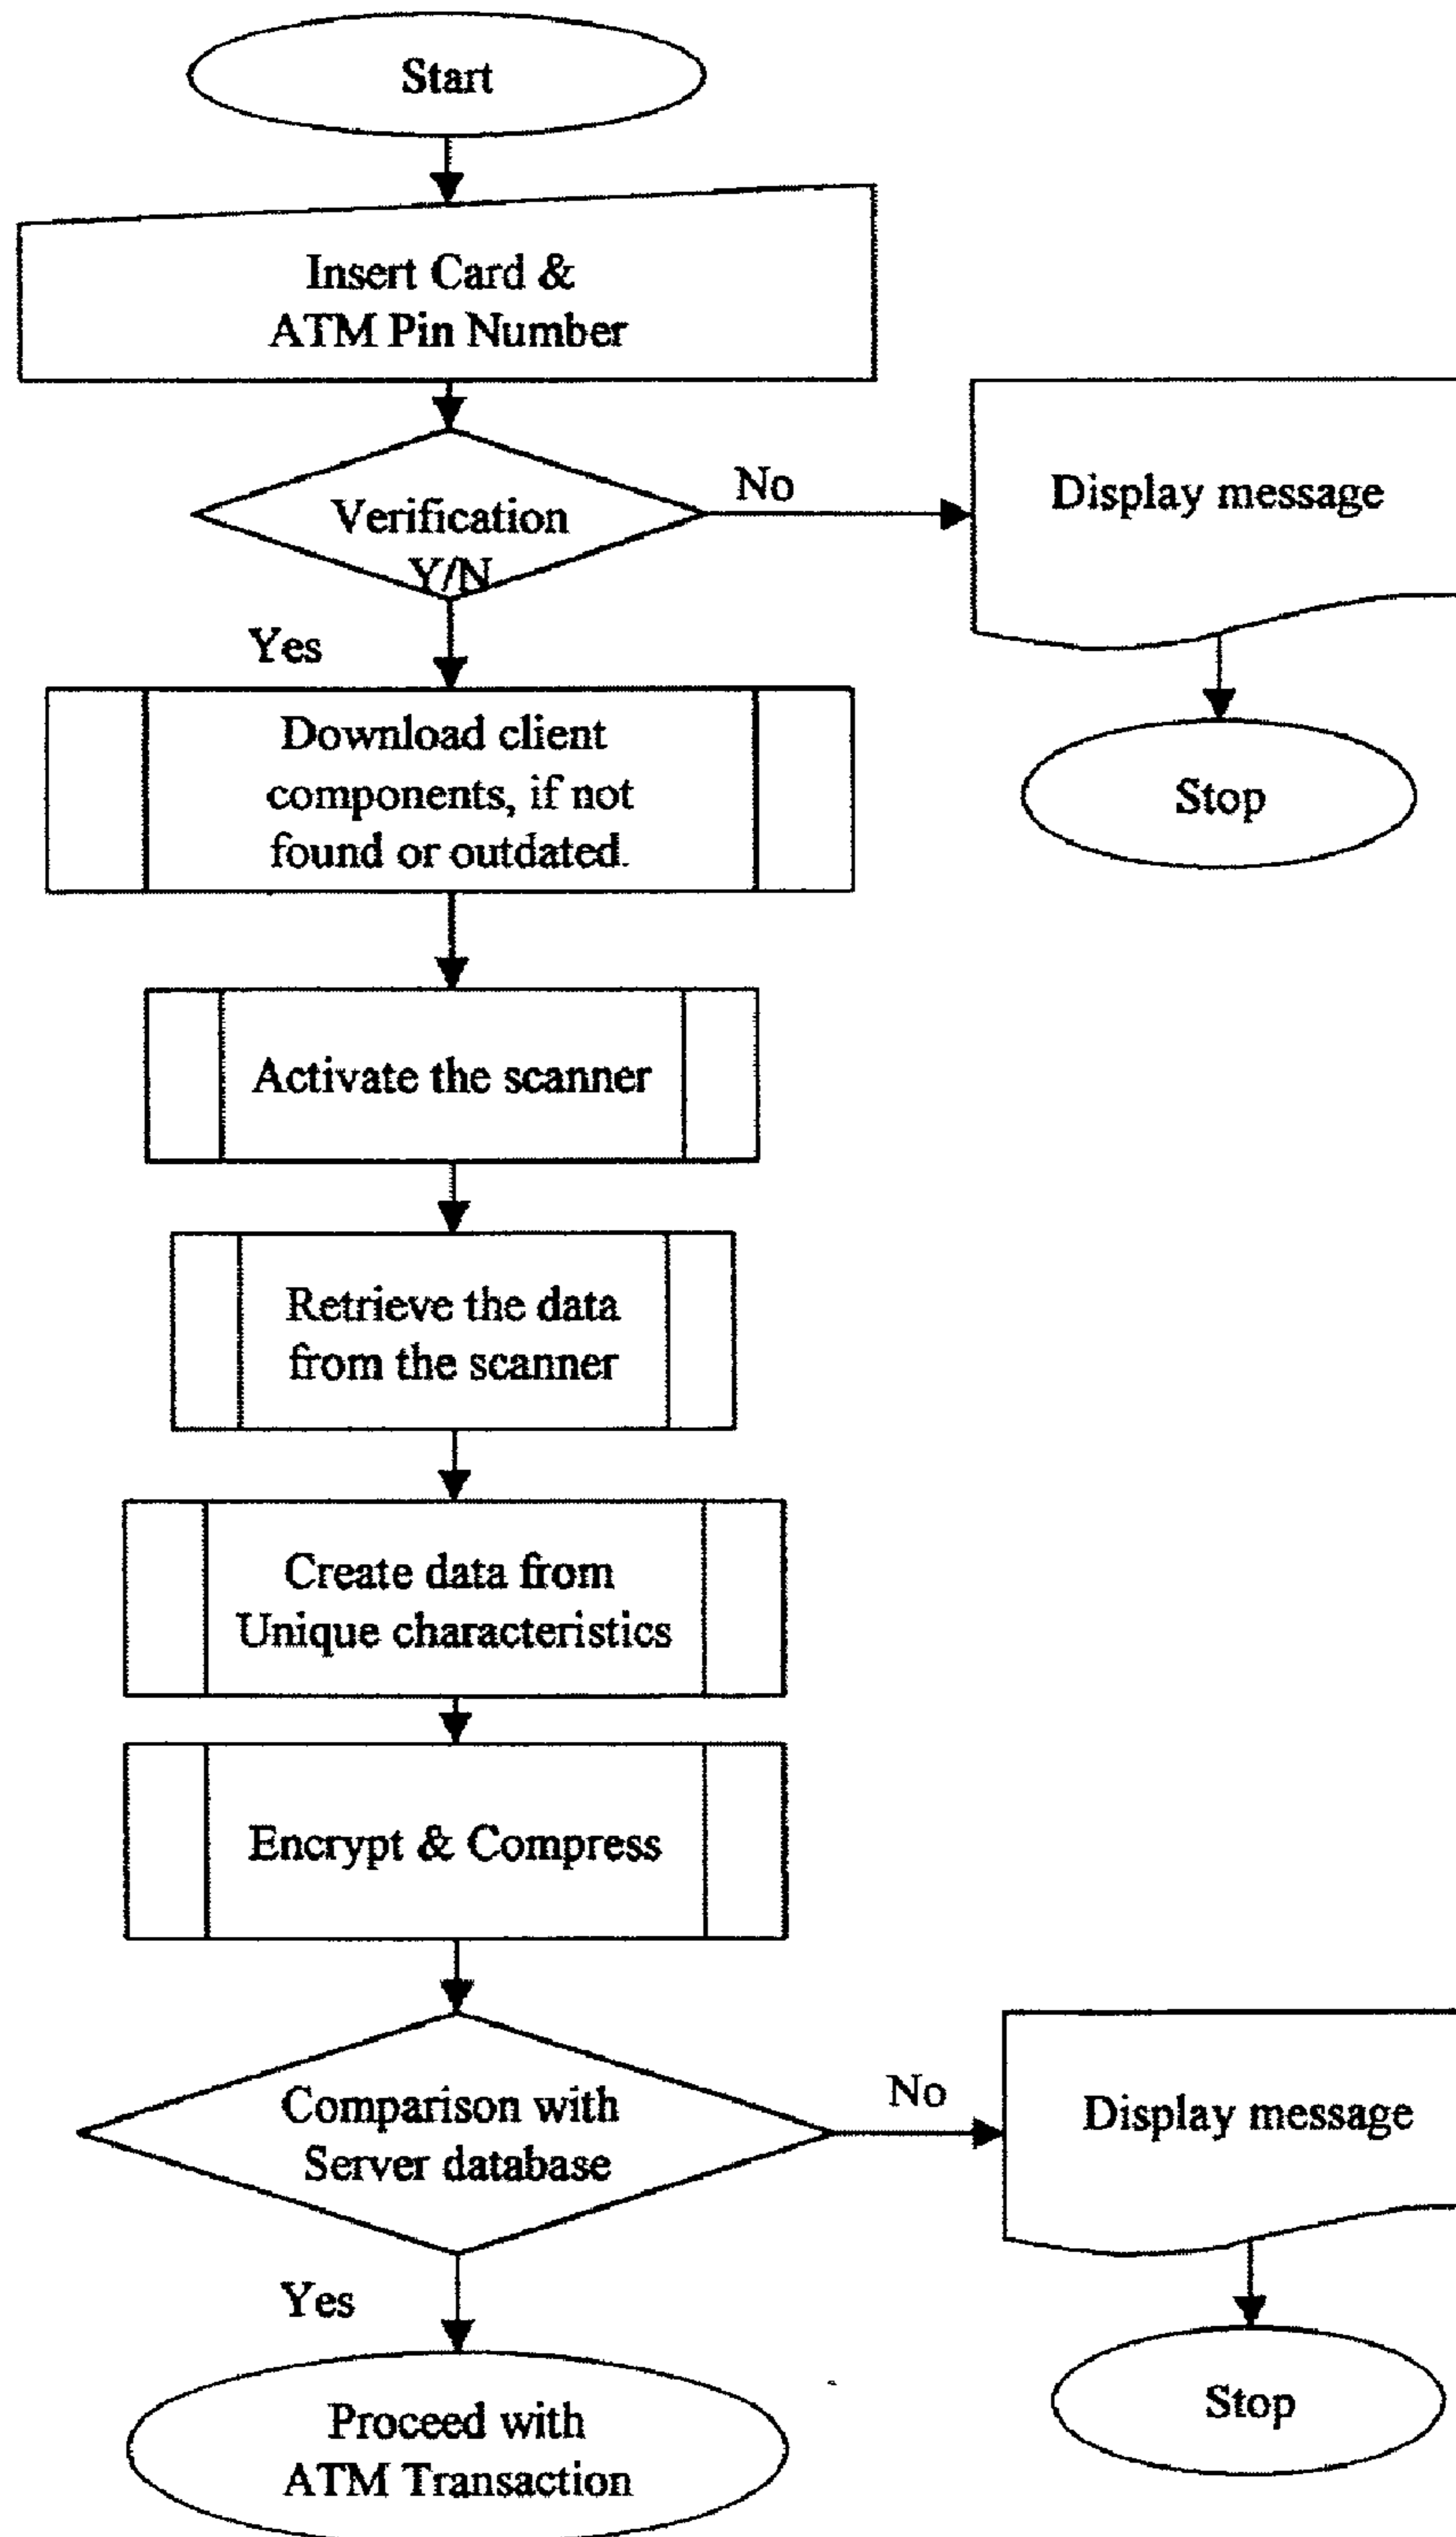 Start
Insert Card &
ATM Pin Number
Verification
Y/N
No
Display message
Stop
Yes
Download client
components, if not
found or outdated.
Activate the scanner
Retrieve the data
from the scanner
Create data from
Unique characteristics
Encrypt & Compress
Comparison with
Server database
No
Display message
Stop
Yes
Proceed with
ATM Transaction